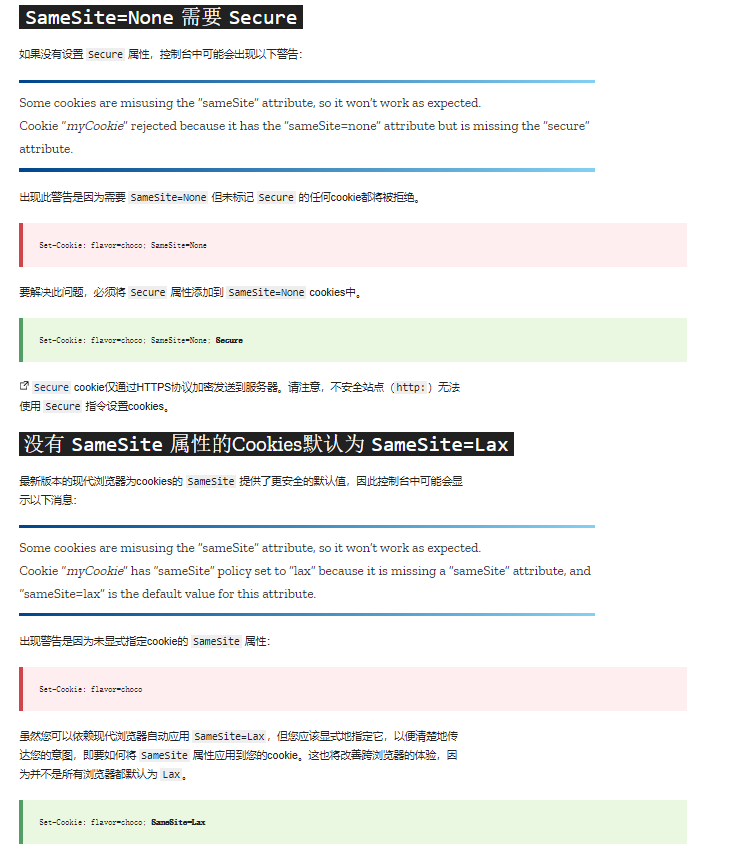 SameSite=None 需要 Secure
如果没有设置 Secure 属性，控制台中可能会出现以下警告：
Some cookies are misusing the “sameSite“ attribute, so it won’t work as expected.
Cookie “myCookie” rejected because it has the “sameSite=none” attribute but is missing the “secure”
attribute.
出现此警告是因为需要 SameSite=None 但未标记 Secure 的任何cookie都将被拒绝。
Set-Cookie: flavor=choco; SameSite=None
要解决此问题，必须将 Secure 属性添加到 SameSite=None cookies中。
Set-Cookie: flavor=choco; SameSite=None; Secure
Secure cookie仅通过HTTPS协议加密发送到服务器。请注意，不安全站点（http:）无法
使用 Secure 指令设置cookies。
没有 SameSite 属性的Cookies默认为 SameSite=Lax
最新版本的现代浏览器为cookies的 SameSite 提供了更安全的默认值，因此控制台中可能会显
示以下消息：
Some cookies are misusing the “sameSite“ attribute, so it won’t work as expected.
Cookie “myCookie” has “sameSite” policy set to “lax” because it is missing a “sameSite” attribute, and
“sameSite=lax” is the default value for this attribute.
出现警告是因为未显式指定cookie的 SameSite 属性：
Set-Cookie: flavor=choco
虽然您可以依赖现代浏览器自动应用 SameSite=Lax，但您应该显式地指定它，以便清楚地传
达您的意图，即要如何将 SameSite 属性应用到您的cookie。这也将改善跨浏览器的体验，因
为并不是所有浏览器都默认为 Lax。
Set-Cookie: flavor=choco; SameSite=Lax